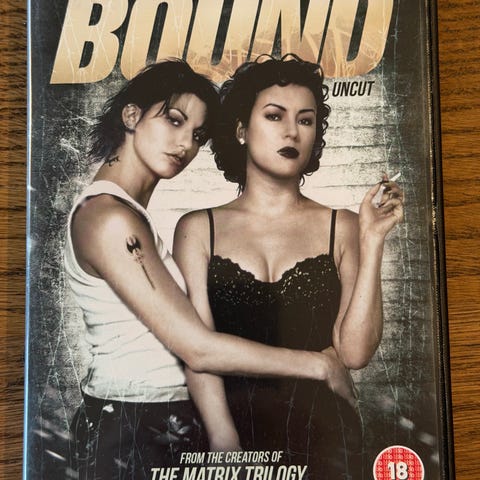 BOUND
UNCUT
FROM THE CREATORS OF
THE MATRIX TRILOGY
18